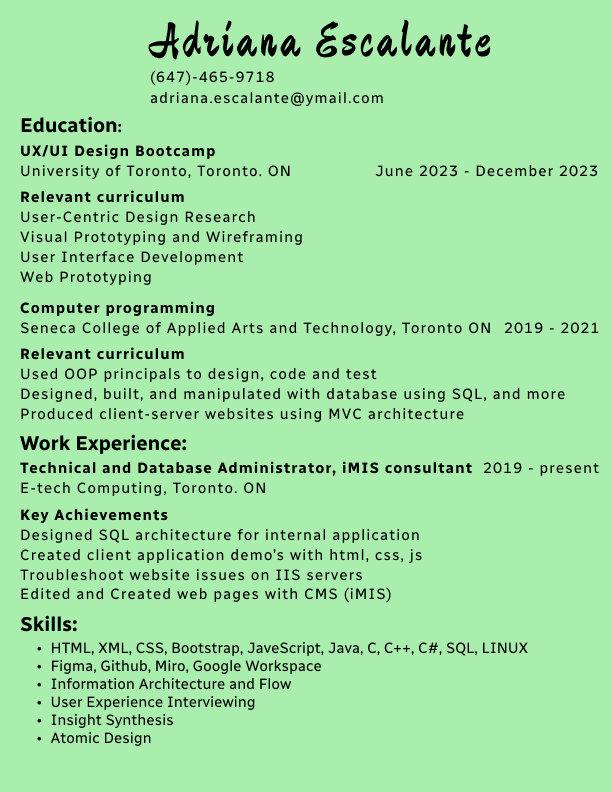 Adriana Escalante
(647)-465-9718
adriana.escalante@ymail.com
Education:
UX/UI Design Bootcamp
University of Toronto, Toronto. ON June 2023 - December 2023
Relevant curriculum
User-Centric Design Research
Visual Prototyping and Wireframing
User Interface Development
Web Prototyping
Computer programming
Seneca College of Applied Arts and Technology, Toronto ON 2019 - 2021
Relevant curriculum
Used OOP principals to design, code and test
Designed, built, and manipulated with database using SQL, and more
Produced client-server websites using MVC architecture
Work Experience:
Technical and Database Administrator, iMIS consultant 2019 - present
E-tech Computing, Toronto. ON
Key Achievements
Designed SQL architecture for internal application
Created client application demo's with html, css, js
Troubleshoot website issues on IIS servers
Edited and Created web pages with CMS (iMIS)
Skills:
• HTML, XML, CSS, Bootstrap, JaveScript, Java, C, C++, C#, SQL, LINUX
• Figma, Github, Miro, Google Workspace
• Information Architecture and Flow
• User Experience Interviewing
• Insight Synthesis
• Atomic Design